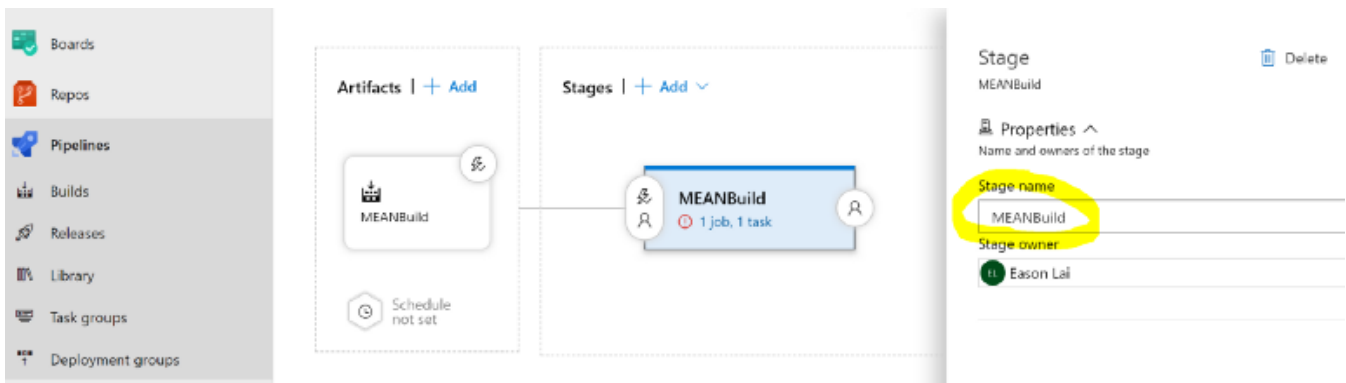 Boards
Repos
Pipelines
Builds
Releases
Library
Task groups
Deployment groups
Artifacts | + Add
MEANBuild
Schedule
not set
Stages | + Add
MEANBuild
1 job, 1 task
Stage
Delete
MEANBuild
Properties
Name and owners of the stage
Stage name
MEANBuild
Stage owner
EL Eason Lai